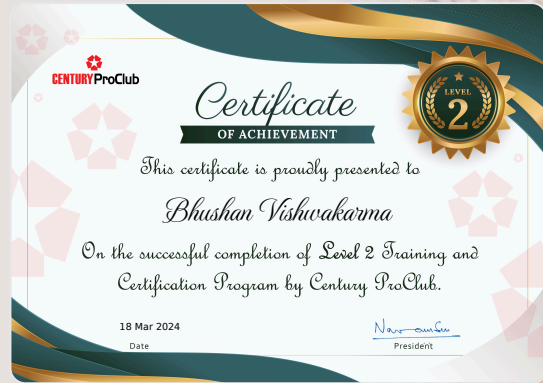 CENTURY ProClub
LEVEL
2
Certificate
OF ACHIEVEMENT
This certificate is proudly presented to
Bhushan Vishwakarma
On the successful completion of Level 2 Training and
Certification Program by Century ProClub.
18 Mar 2024
Date
President